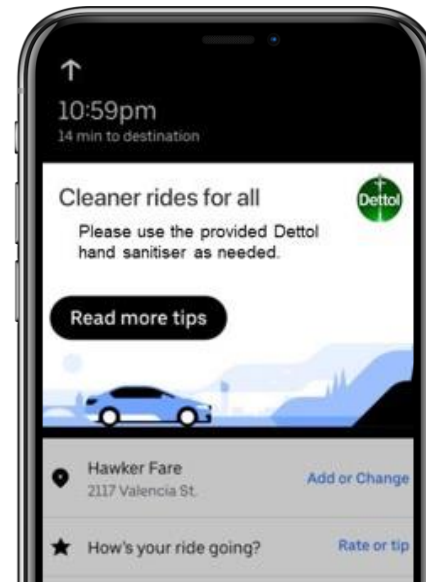 10:59pm
14 min to destination
Cleaner rides for all
Dettol
Please use the provided Dettol
hand sanitiser as needed.
Read more tips
Hawker Fare
2117 Valencia St.
Add or Change
How's your ride going?
Rate or tip